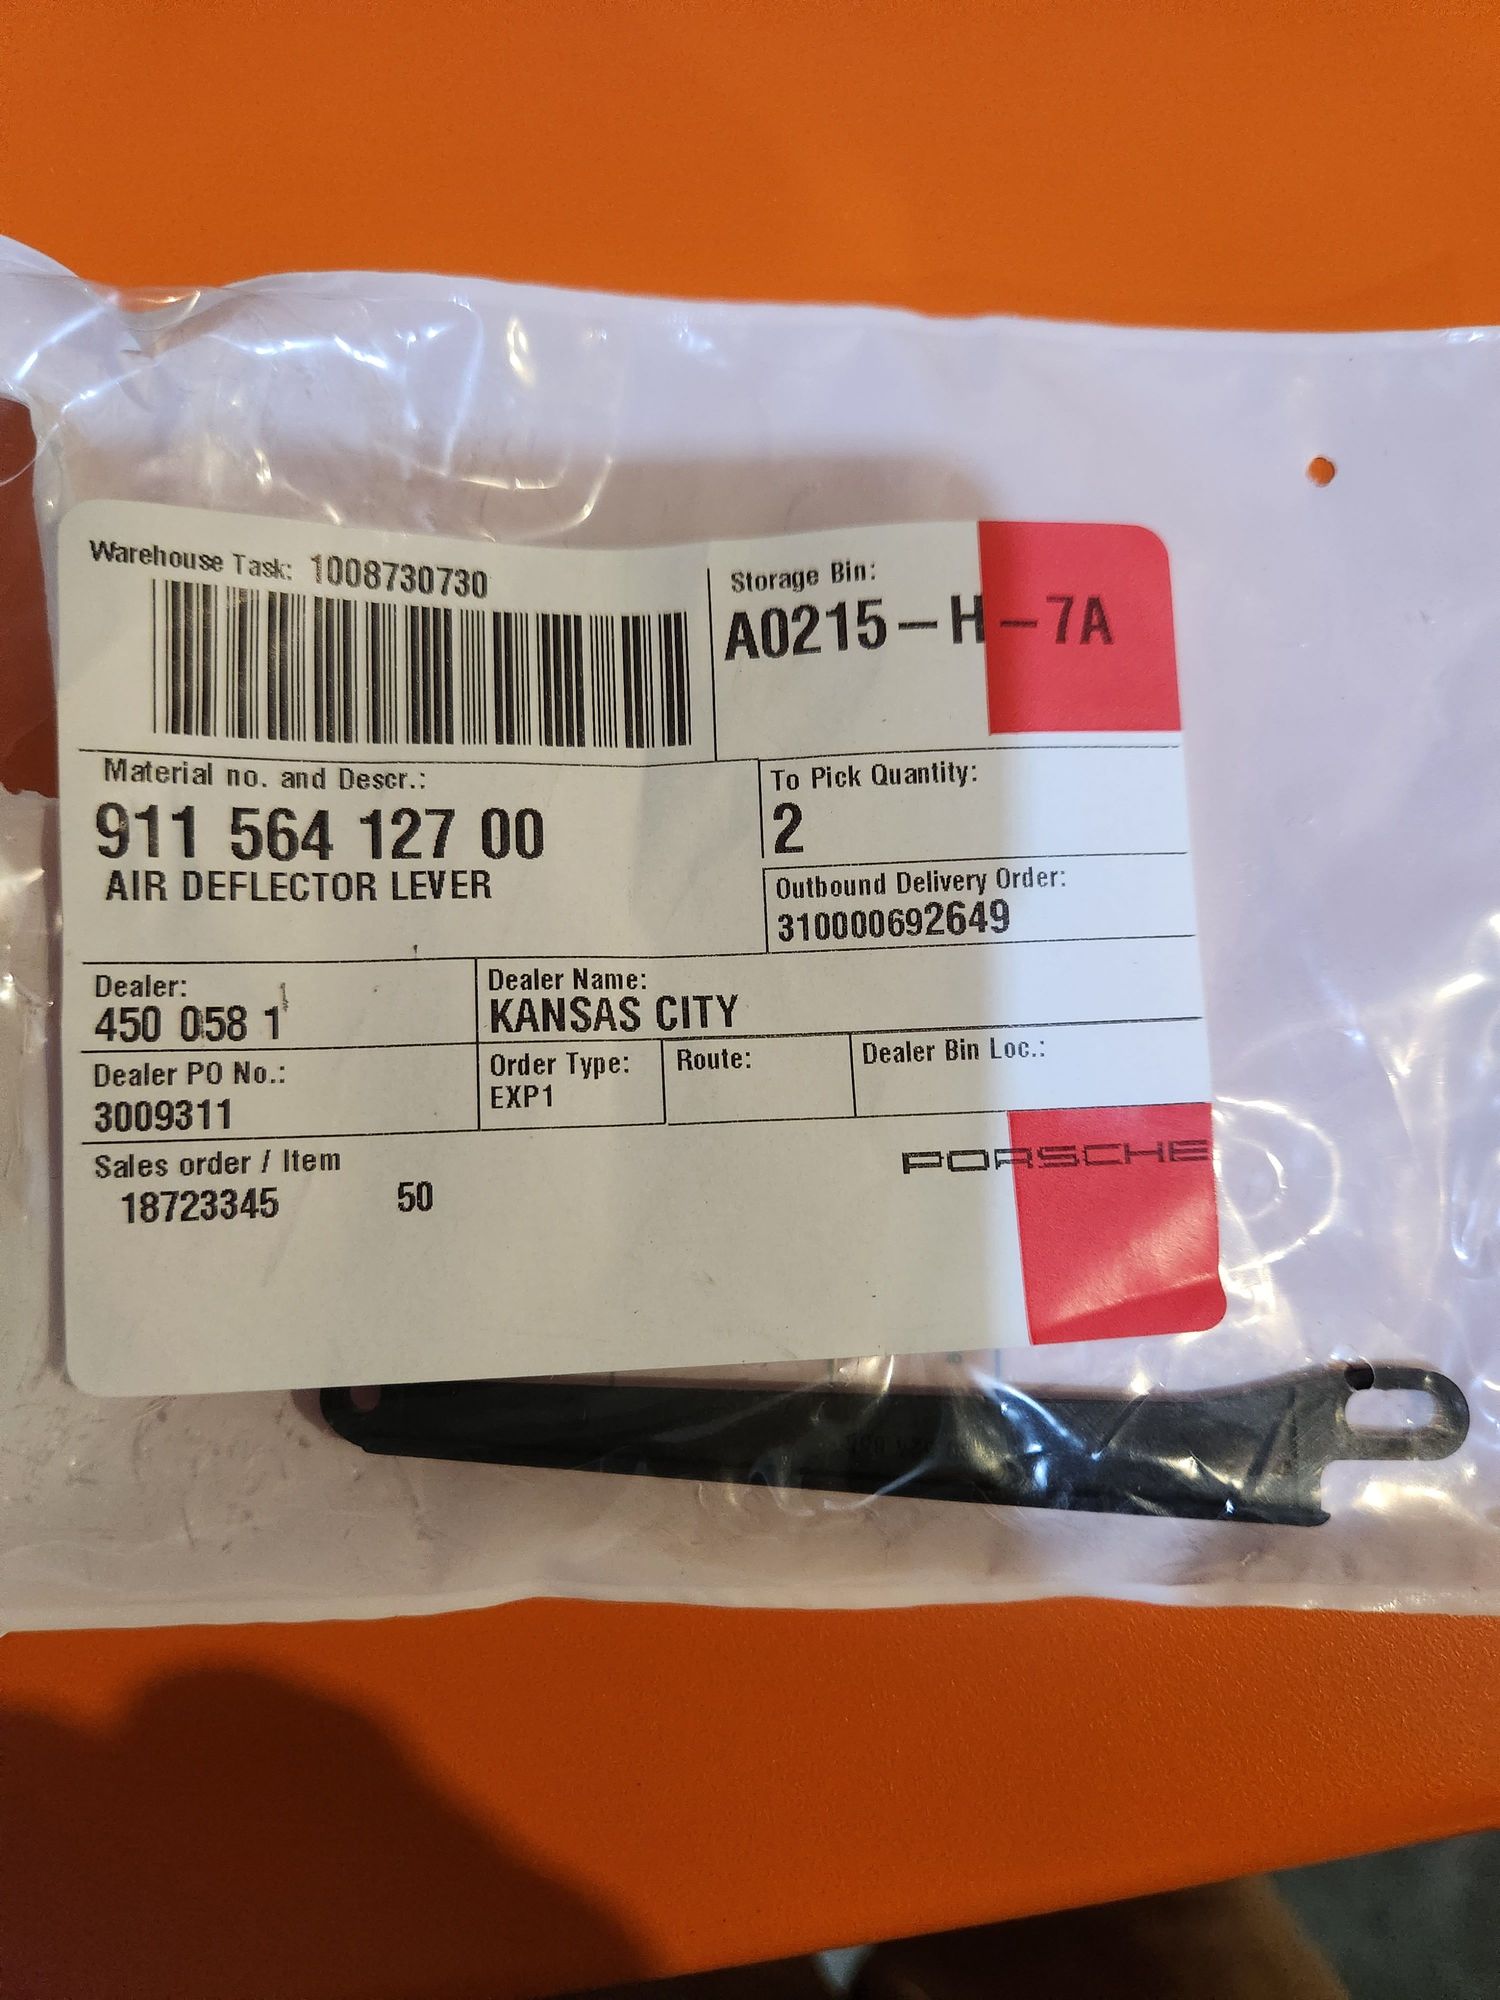 Warehouse Task: 1008730730
Storage Bin:
A0215-H-7A
Material no. and Descr.:
911 564 127 00
AIR DEFLECTOR LEVER
To Pick Quantity:
2
Outbound Delivery Order:
310000692649
Dealer:
450 058 1
Dealer Name:
KANSAS CITY
Dealer PO No.:
3009311
Order Type:
EXP1
Route:
Dealer Bin Loc.:
Sales order / Item
18723345 50
PORSCHE